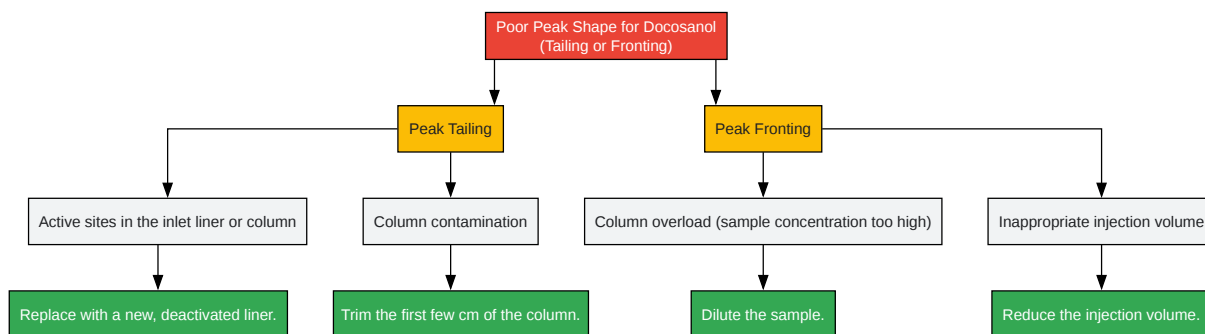 Poor Peak Shape for Docosanol
(Tailing or Fronting)
Peak Tailing
Peak Fronting
Active sites in the inlet liner or column
Column contamination
Column overload (sample concentration too high)
Inappropriate injection volume
Replace with a new, deactivated liner.
Trim the first few cm of the column.
Dilute the sample.
Reduce the injection volume.